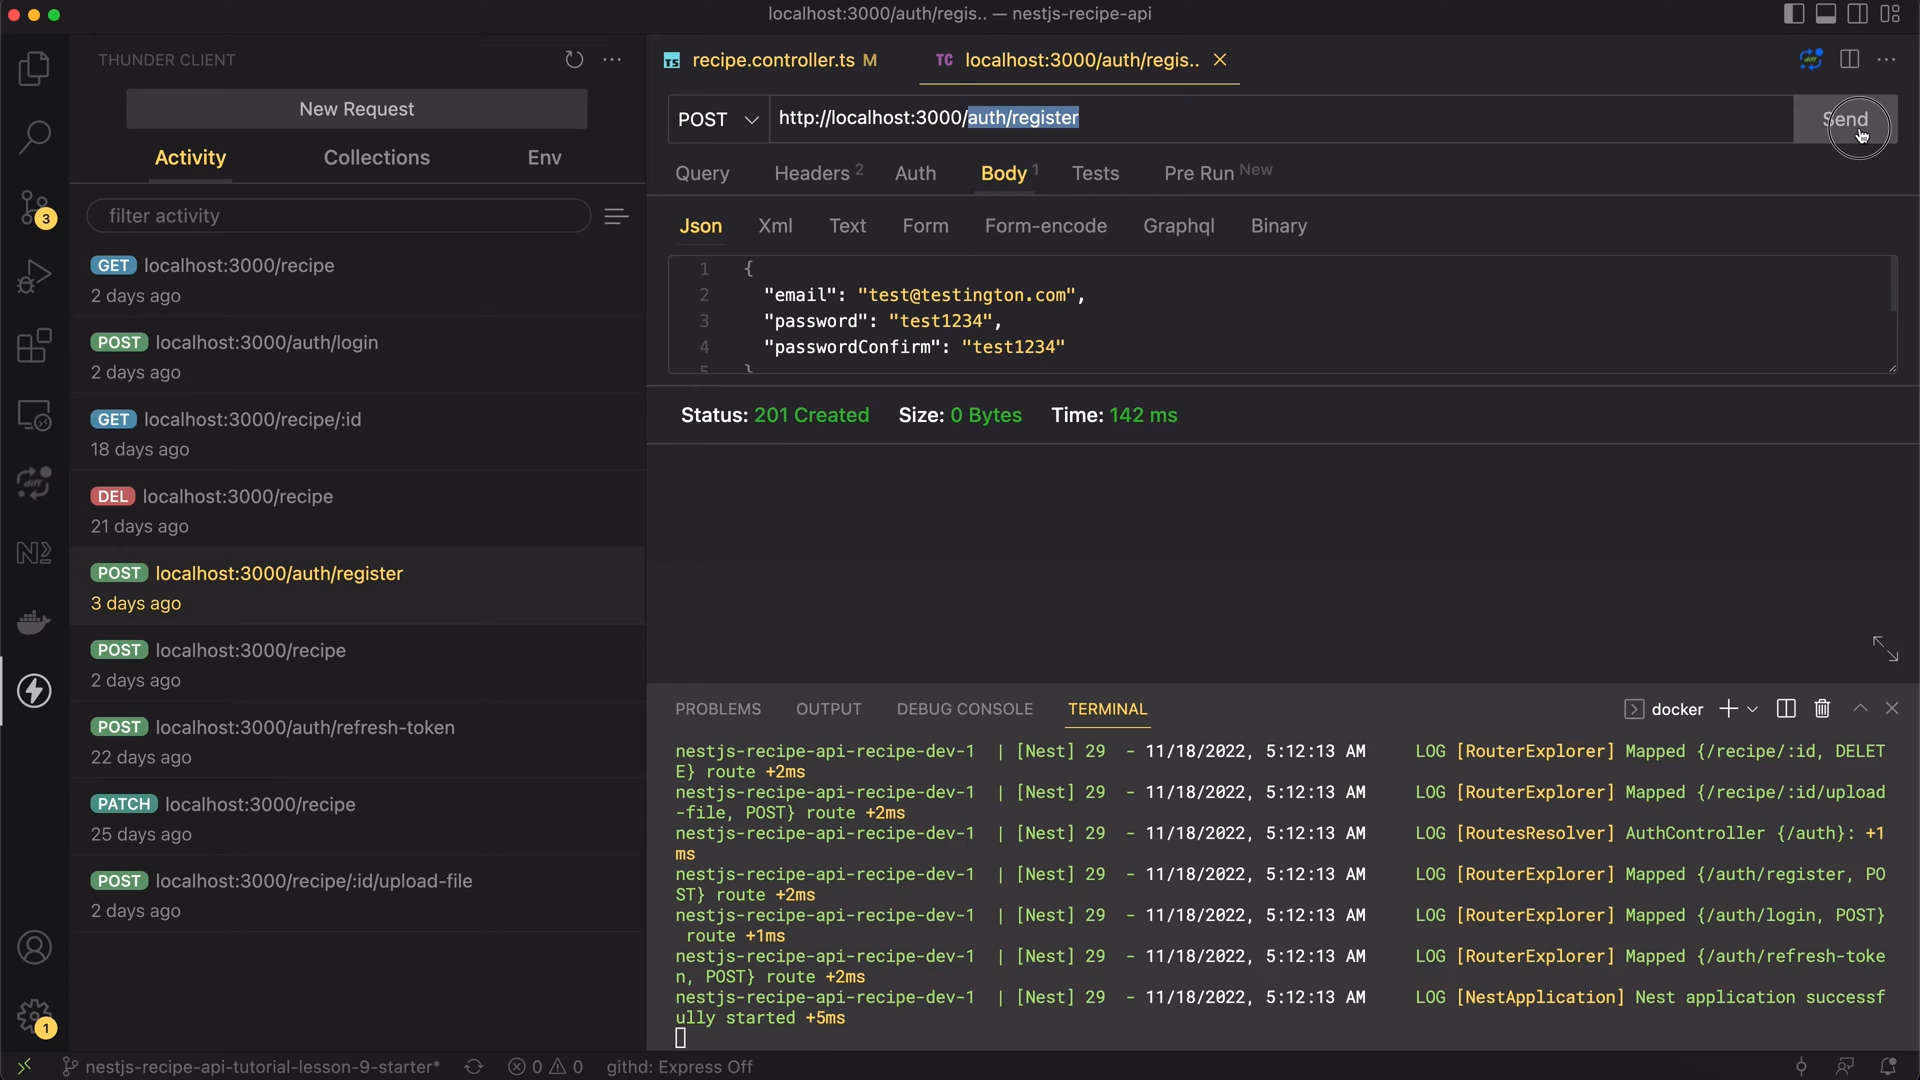 localhost:3000/auth/regis.. — nestjs-recipe-api
THUNDER CLIENT
New Request
Activity Collections Env
filter activity
GET localhost:3000/recipe
2 days ago
POST localhost:3000/auth/login
2 days ago
GET localhost:3000/recipe/:id
18 days ago
DEL localhost:3000/recipe
21 days ago
POST localhost:3000/auth/register
3 days ago
POST localhost:3000/recipe
2 days ago
POST localhost:3000/auth/refresh-token
22 days ago
PATCH localhost:3000/recipe
25 days ago
POST localhost:3000/recipe/:id/upload-file
2 days ago
3
diff
N
1
TS recipe.controller.ts M TC localhost:3000/auth/regis.. ×
diff
POST http://localhost:3000/auth/register Send
Query Headers 2 Auth Body 1 Tests Pre Run New
Json Xml Text Form Form-encode Graphql Binary
1 {
2 "email": "test@testington.com",
3 "password": "test1234",
4 "passwordConfirm": "test1234"
5 }
Status: 201 Created Size: 0 Bytes Time: 142 ms
PROBLEMS OUTPUT DEBUG CONSOLE TERMINAL docker
nestjs-recipe-api-recipe-dev-1 | [Nest] 29 - 11/18/2022, 5:12:13 AM LOG [RouterExplorer] Mapped {/recipe/:id, DELET
E} route +2ms
nestjs-recipe-api-recipe-dev-1 | [Nest] 29 - 11/18/2022, 5:12:13 AM LOG [RouterExplorer] Mapped {/recipe/:id/upload
-file, POST} route +2ms
nestjs-recipe-api-recipe-dev-1 | [Nest] 29 - 11/18/2022, 5:12:13 AM LOG [RoutesResolver] AuthController {/auth}: +1
ms
nestjs-recipe-api-recipe-dev-1 | [Nest] 29 - 11/18/2022, 5:12:13 AM LOG [RouterExplorer] Mapped {/auth/register, PO
ST} route +2ms
nestjs-recipe-api-recipe-dev-1 | [Nest] 29 - 11/18/2022, 5:12:13 AM LOG [RouterExplorer] Mapped {/auth/login, POST}
route +1ms
nestjs-recipe-api-recipe-dev-1 | [Nest] 29 - 11/18/2022, 5:12:13 AM LOG [RouterExplorer] Mapped {/auth/refresh-toke
n, POST} route +2ms
nestjs-recipe-api-recipe-dev-1 | [Nest] 29 - 11/18/2022, 5:12:13 AM LOG [NestApplication] Nest application successf
ully started +5ms
nestjs-recipe-api-tutorial-lesson-9-starter* 0 0 githd: Express Off